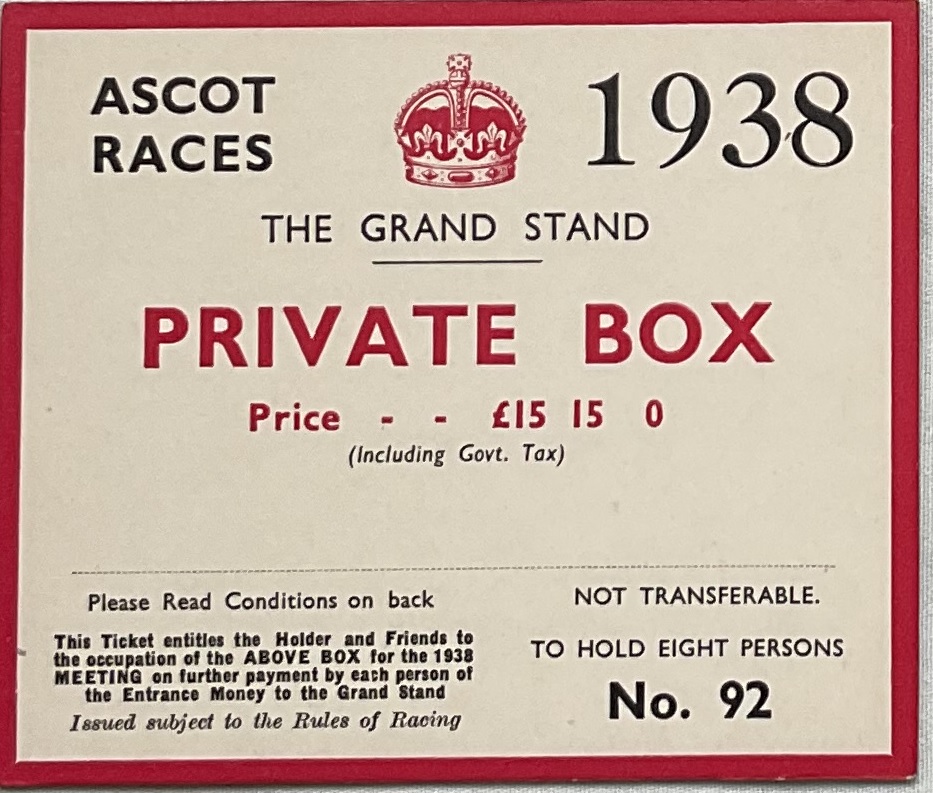 ASCOT
RACES
1938
THE GRAND STAND
PRIVATE BOX
Price - - £15 15 0
(Including Govt. Tax)
Please Read Conditions on back
This Ticket entitles the Holder and Friends to
the occupation of the ABOVE BOX for the 1938
MEETING on further payment by each person of
the Entrance Money to the Grand Stand
Issued subject to the Rules of Racing
NOT TRANSFERABLE.
TO HOLD EIGHT PERSONS
No. 92